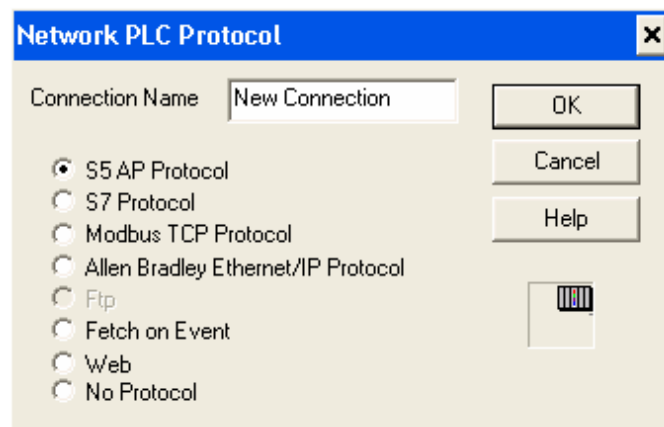 Network PLC Protocol
Connection Name New Connection
OK
S5 AP Protocol
Cancel
S7 Protocol
Help
Modbus TCP Protocol
Allen Bradley Ethernet/IP Protocol
Ftp
Fetch on Event
Web
No Protocol